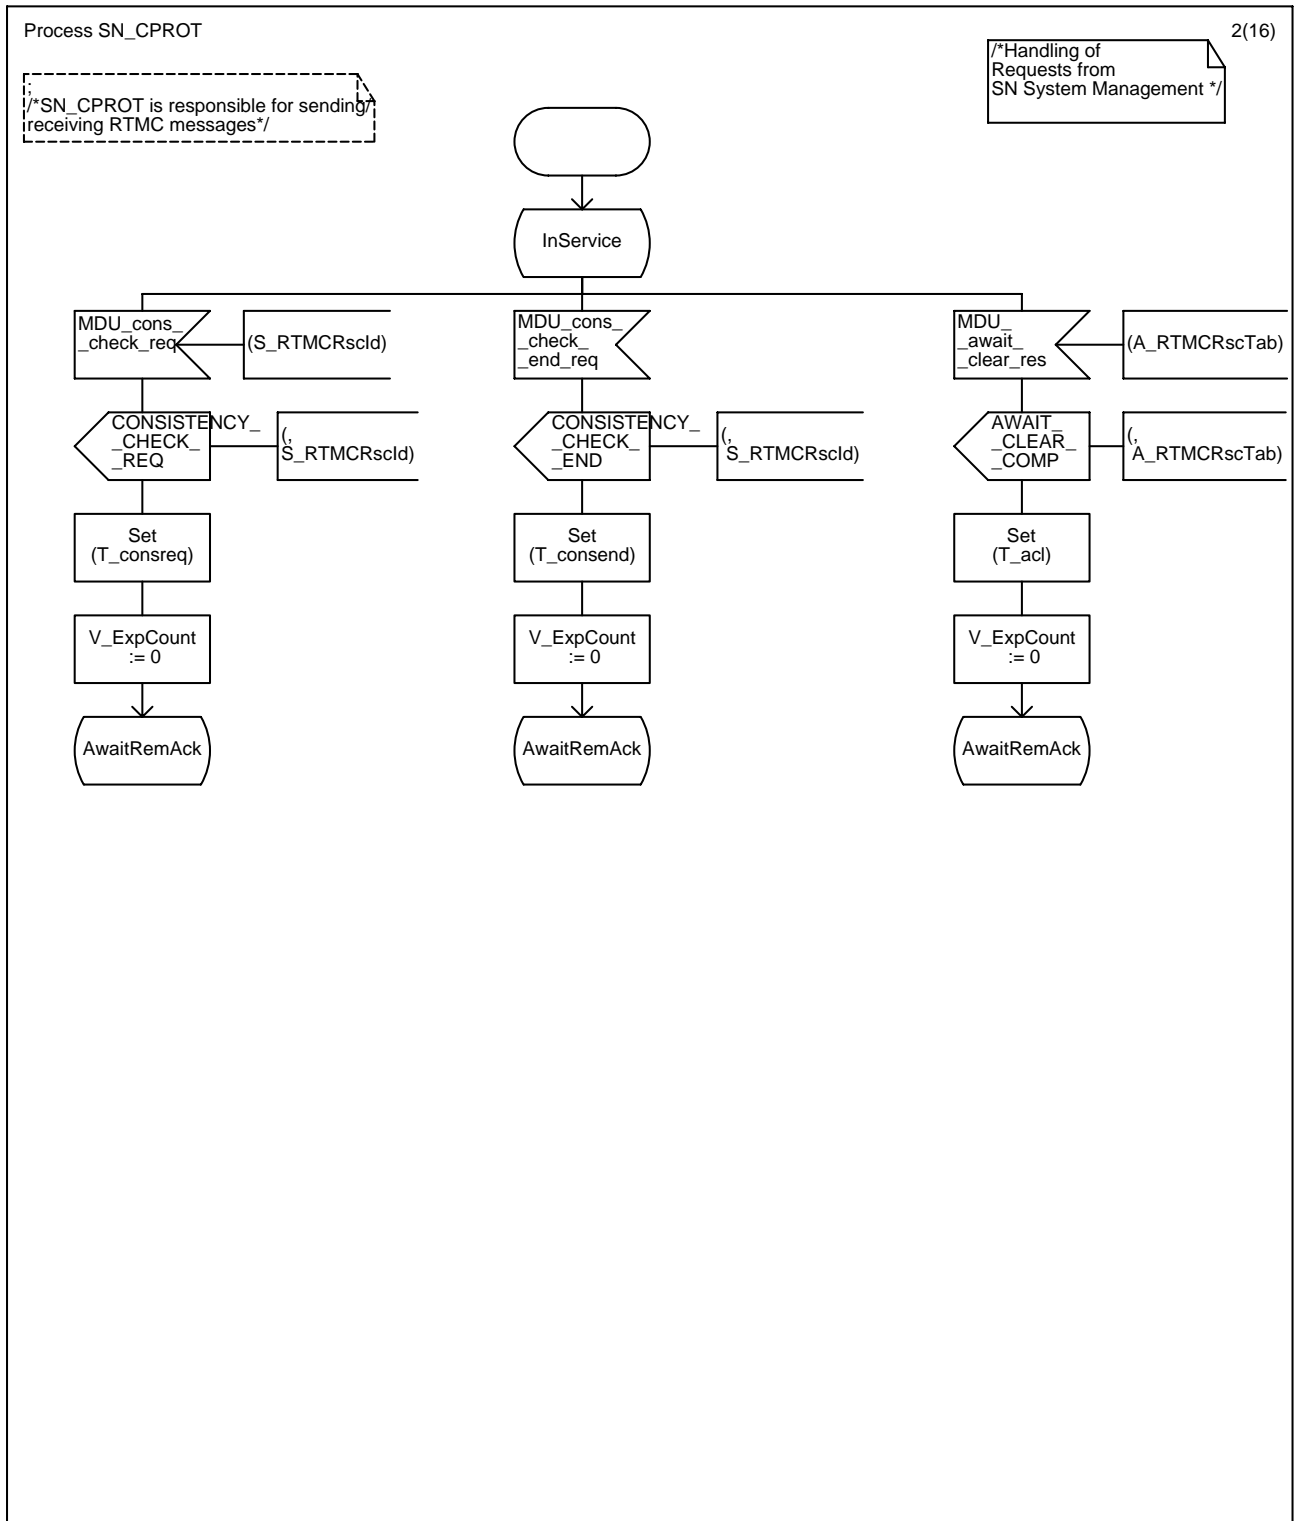 Process SN_CPROT
2(16)
;
/*SN_CPROT is responsible for sending/
receiving RTMC messages*/
/*Handling of
Requests from
SN System Management */
InService
MDU_cons_
_check_req
(S_RTMCRscId)
MDU_cons_
_check_
_end_req
MDU_
_await_
_clear_res
(A_RTMCRscTab)
CONSISTENCY_
_CHECK_
_REQ
(,
S_RTMCRscId)
CONSISTENCY_
_CHECK_
_END
(,
S_RTMCRscId)
AWAIT_
_CLEAR_
_COMP
(,
A_RTMCRscTab)
Set
(T_consreq)
Set
(T_consend)
Set
(T_acl)
V_ExpCount
:= 0
V_ExpCount
:= 0
V_ExpCount
:= 0
AwaitRemAck
AwaitRemAck
AwaitRemAck